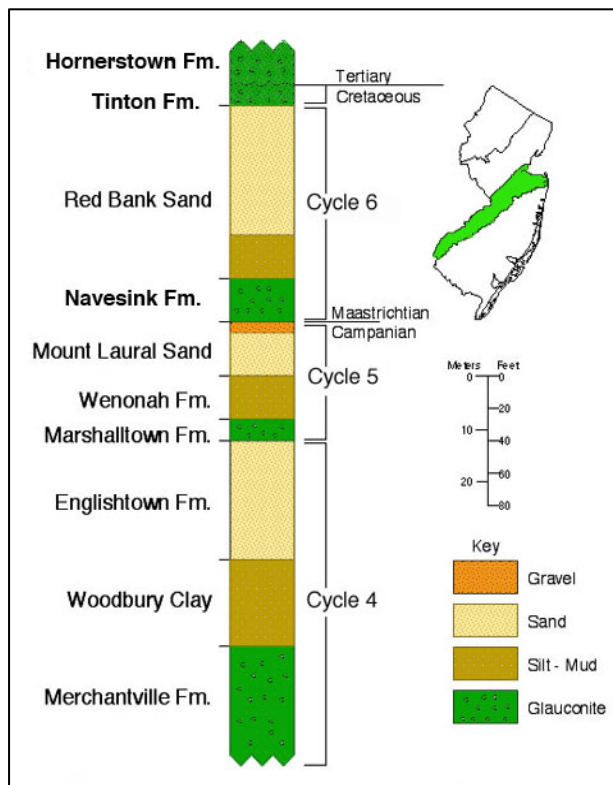 Hornerstown Fm.
Tertiary
Cretaceous
Tinton Fm.
Red Bank Sand
Cycle 6
Navesink Fm.
Maastrichtian
Campanian
Mount Laural Sand
Cycle 5
Wenonah Fm.
Marshalltown Fm.
Englishtown Fm.
Woodbury Clay
Cycle 4
Merchantville Fm.
Meters Feet
0 0
20
10 40
60
20
80
Key
Gravel
Sand
Silt - Mud
Glauconite